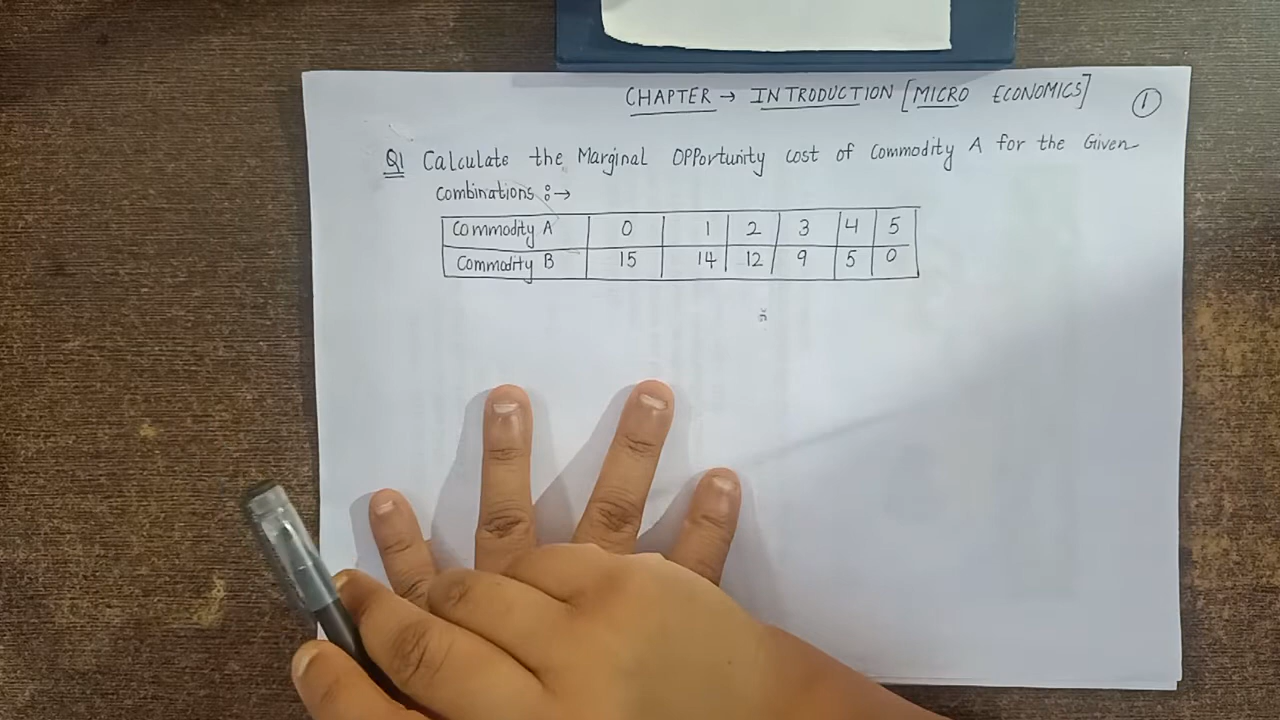 CHAPTER → INTRODUCTION [MICRO ECONOMICS]
1
Q1 Calculate the Marginal Opportunity cost of Commodity A for the Given
Combinations :→
Commodity A 0 1 2 3 4 5
Commodity B 15 14 12 9 5 0